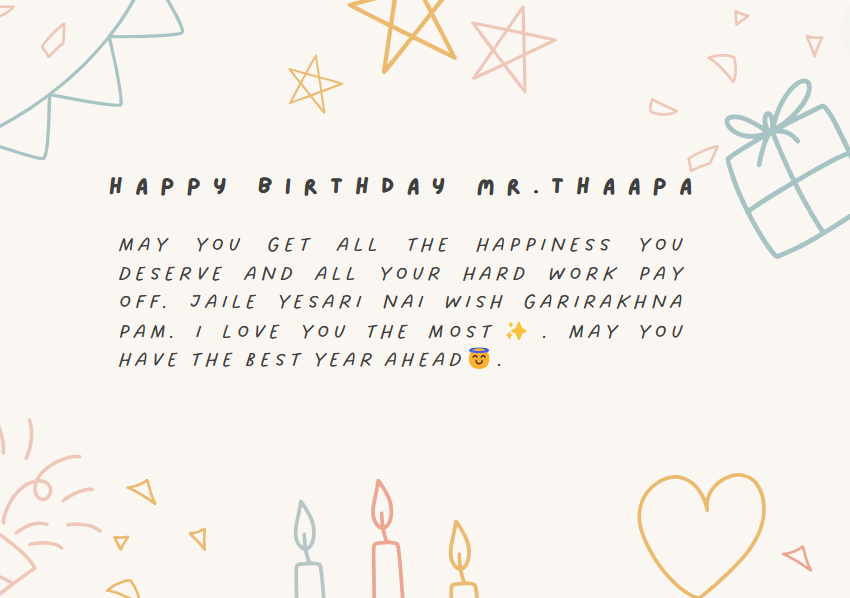 HAPPY BIRTHDAY MR.THAAPA
MAY YOU GET ALL THE HAPPINESS YOU
DESERVE AND ALL YOUR HARD WORK PAY
OFF. JAILE YESARI NAI WISH GARIRAKHNA
PAM. I LOVE YOU THE MOST ✨ . MAY YOU
HAVE THE BEST YEAR AHEAD😇.